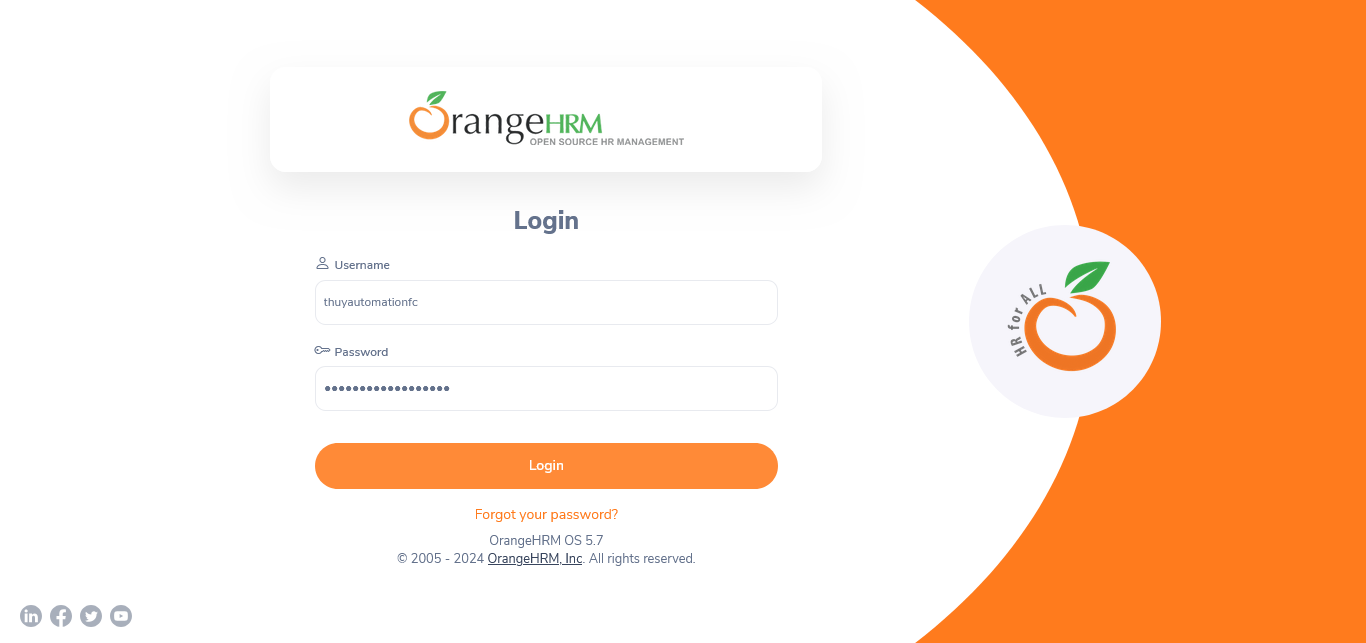 OrangeHRM
OPEN SOURCE HR MANAGEMENT
Login
Username
thuyautomationfc
Password
••••••••••••••••••
Login
Forgot your password?
OrangeHRM OS 5.7
© 2005 - 2024 OrangeHRM, Inc. All rights reserved.
HR for ALL